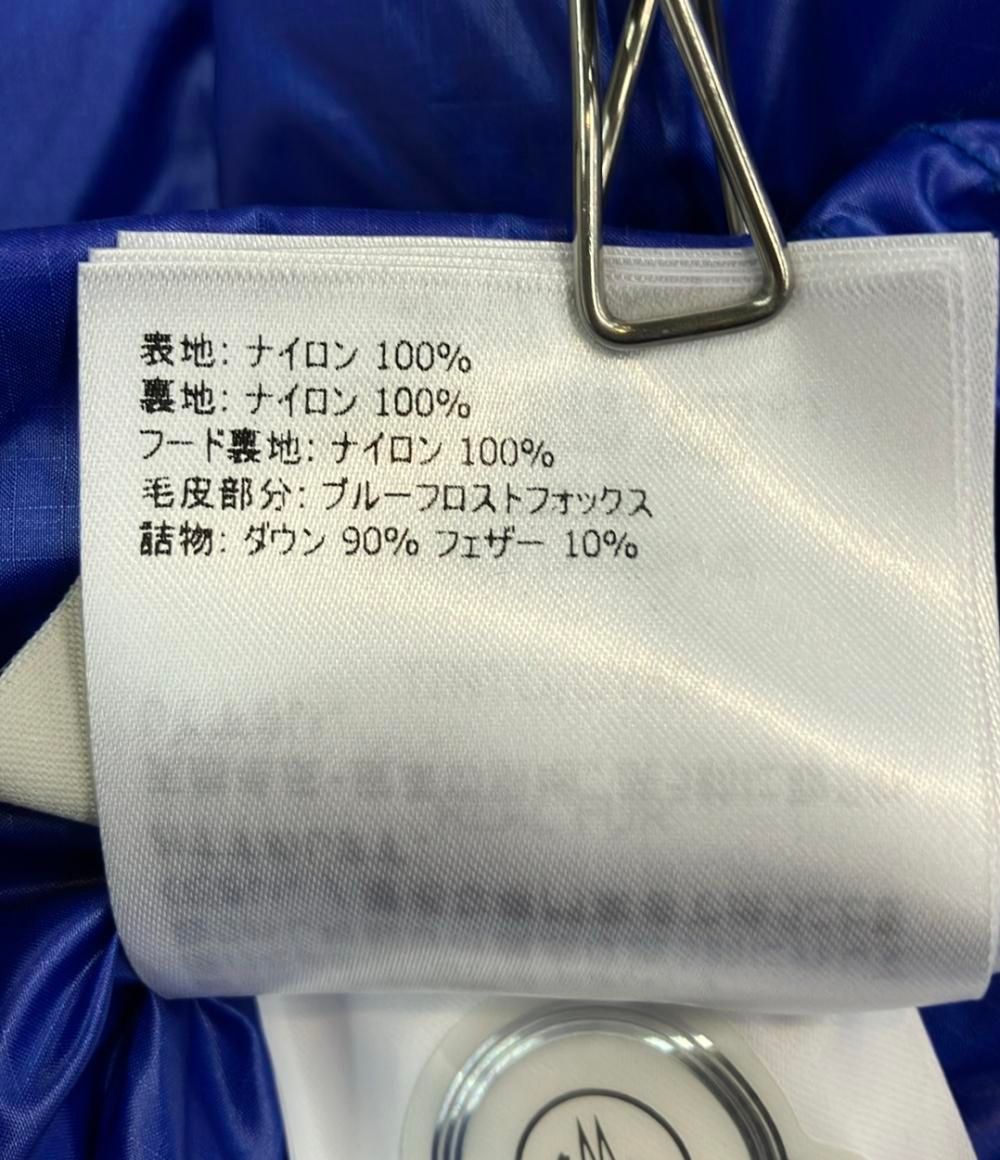 表地: ナイロン 100%
裏地: ナイロン 100%
フード裏地: ナイロン 100%
毛皮部分: ブルーフロストフォックス
詰物: ダウン 90% フェザー 10%